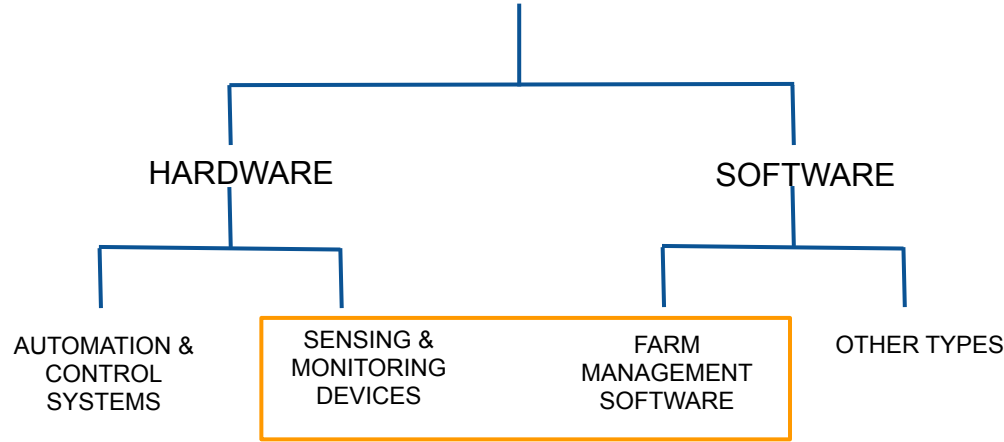 HARDWARE
SOFTWARE
AUTOMATION &
CONTROL
SYSTEMS
SENSING &
MONITORING
DEVICES
FARM
MANAGEMENT
SOFTWARE
OTHER TYPES